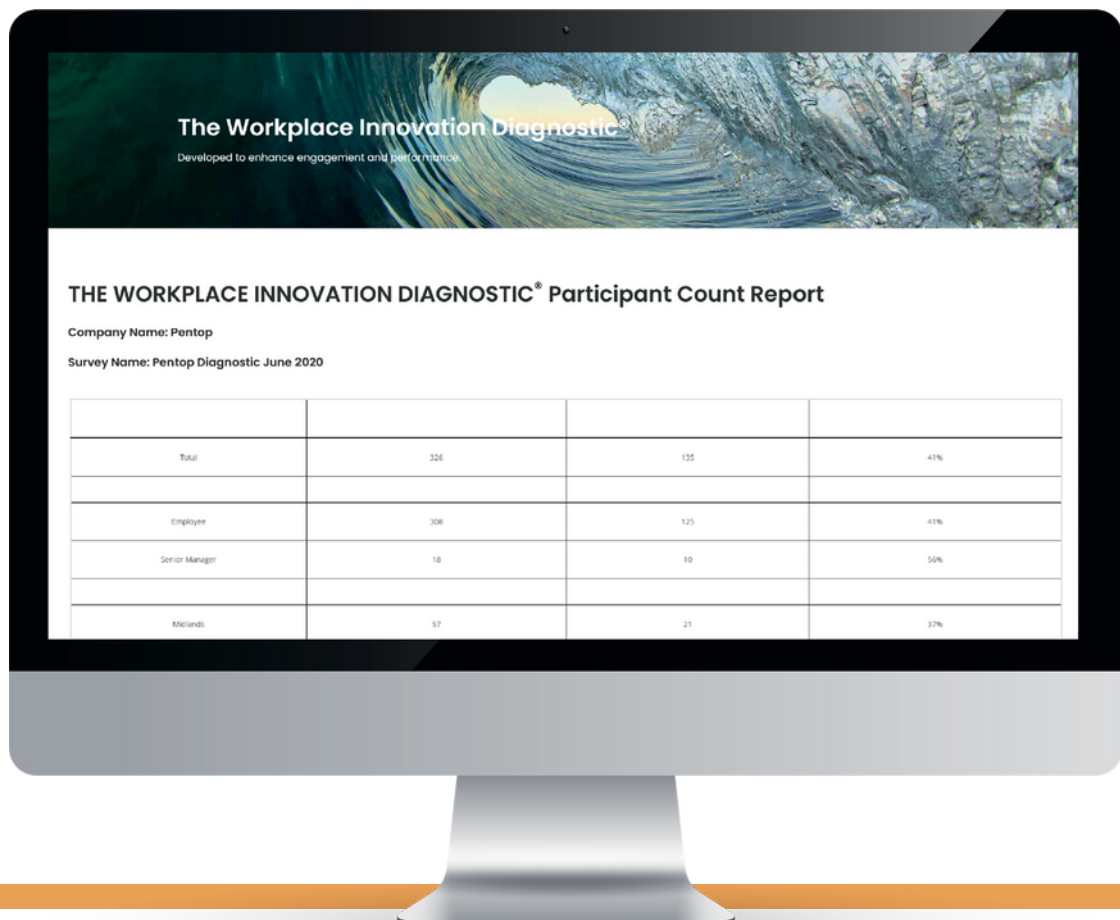 The Workplace Innovation Diagnostic®
Developed to enhance engagement and performance.
THE WORKPLACE INNOVATION DIAGNOSTIC® Participant Count Report
Company Name: Pentop
Survey Name: Pentop Diagnostic June 2020
Total 326 135 41%
Employee 308 125 41%
Senior Manager 18 10 56%
Midlands 57 21 37%